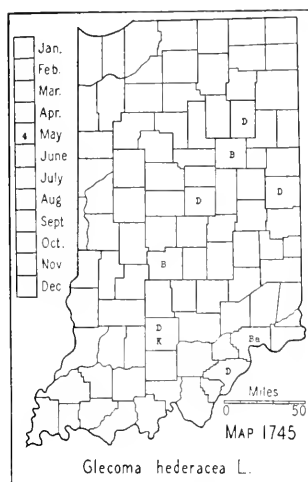 Jan.
Feb.
Mar.
Apr.
4 May
June
July
Aug
Sept
Oct.
Nov
Dec
D
B
D
D
B
D
K
Ba
D
Miles
0 50
MAP 1745
Glecoma hederacea L.